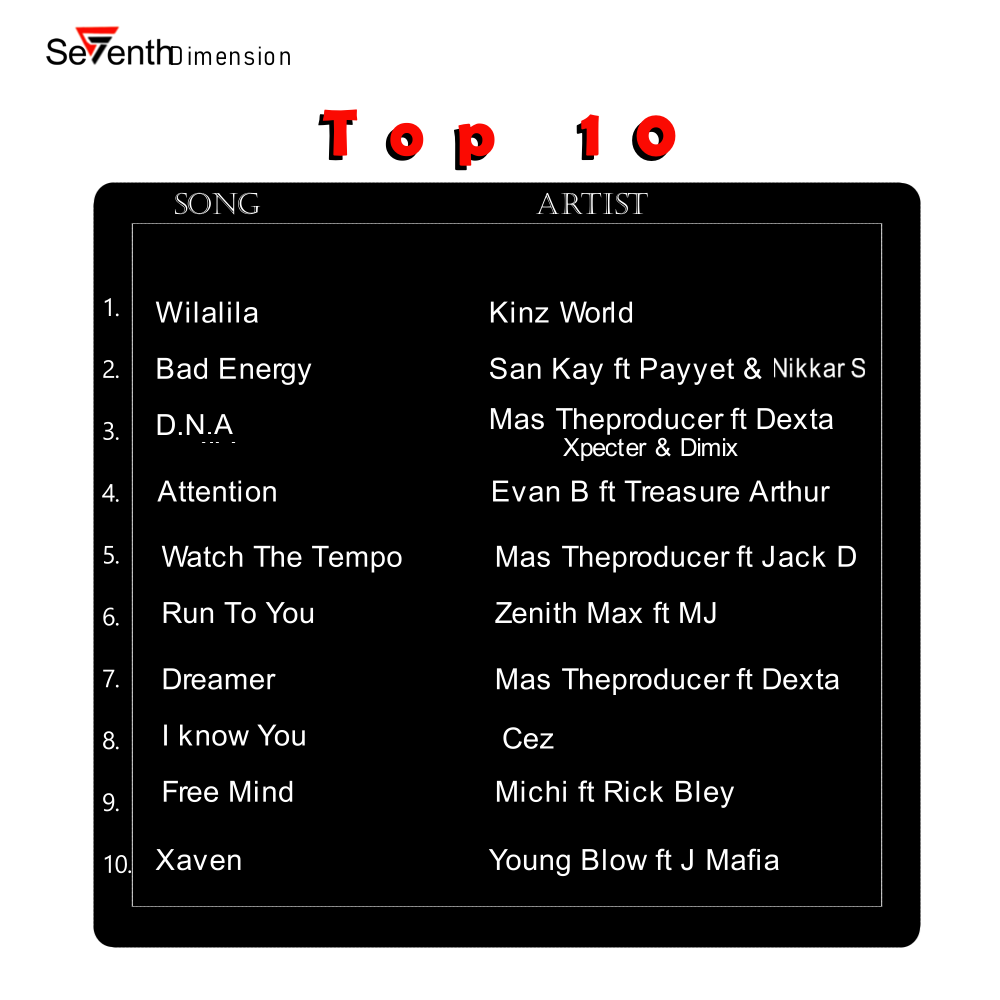 SeventhDimension
Top 10
SONG ARTIST
1. Wilalila Kinz World
2. Bad Energy San Kay ft Payyet & Nikkar S
3. D.N.A Mas Theproducer ft Dexta
Xpecter & Dimix
4. Attention Evan B ft Treasure Arthur
5. Watch The Tempo Mas Theproducer ft Jack D
6. Run To You Zenith Max ft MJ
7. Dreamer Mas Theproducer ft Dexta
8. I know You Cez
9. Free Mind Michi ft Rick Bley
10. Xaven Young Blow ft J Mafia